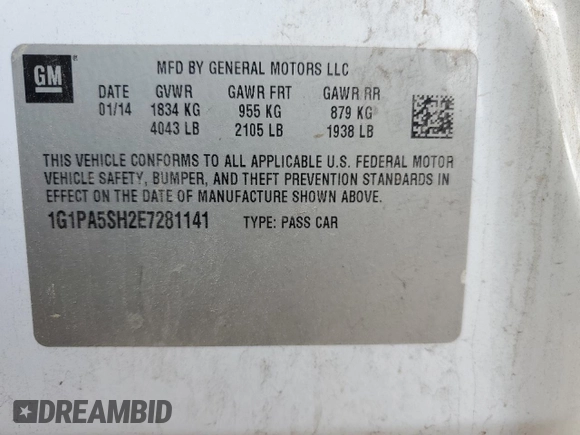 GM
MFD BY GENERAL MOTORS LLC
DATE GVWR GAWR FRT GAWR RR
01/14 1834 KG 955 KG 879 KG
4043 LB 2105 LB 1938 LB
THIS VEHICLE CONFORMS TO ALL APPLICABLE U.S. FEDERAL MOTOR
VEHICLE SAFETY, BUMPER, AND THEFT PREVENTION STANDARDS IN
EFFECT ON THE DATE OF MANUFACTURE SHOWN ABOVE.
1G1PA5SH2E7281141 TYPE: PASS CAR
DREAMBID